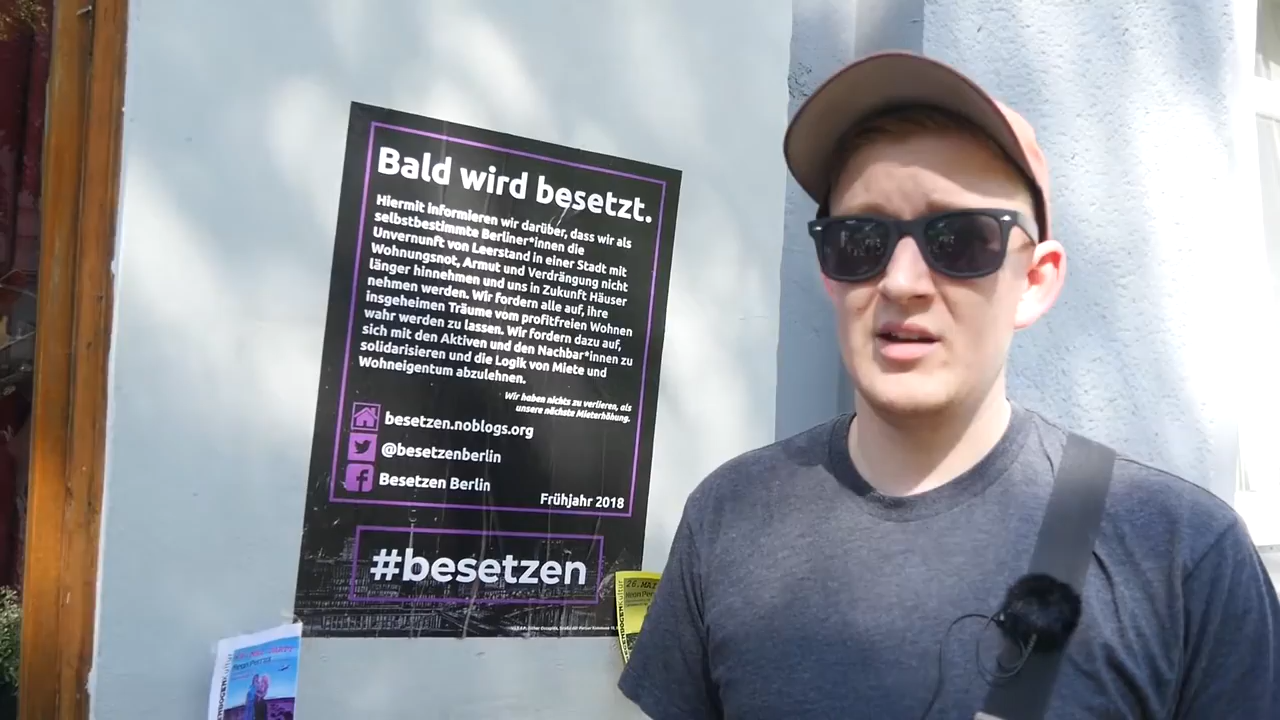 Bald wird besetzt.
Hiermit informieren wir darüber, dass wir als
selbstbestimmte Berliner*innen die
Unvernunft von Leerstand in einer Stadt mit
Wohnungsnot, Armut und Verdrängung nicht
länger hinnehmen und uns in Zukunft Häuser
nehmen werden. Wir fordern alle auf, ihre
insgeheimen Träume vom profitfreien Wohnen
wahr werden zu lassen. Wir fordern dazu auf,
sich mit den Aktiven und den Nachbar*innen zu
solidarisieren und die Logik von Miete und
Wohneigentum abzulehnen.
Wir haben nichts zu verlieren, als
unsere nächste Mieterhöhung.
besetzen.noblogs.org
@besetzenberlin
Besetzen Berlin
Frühjahr 2018
#besetzen
26. MAI